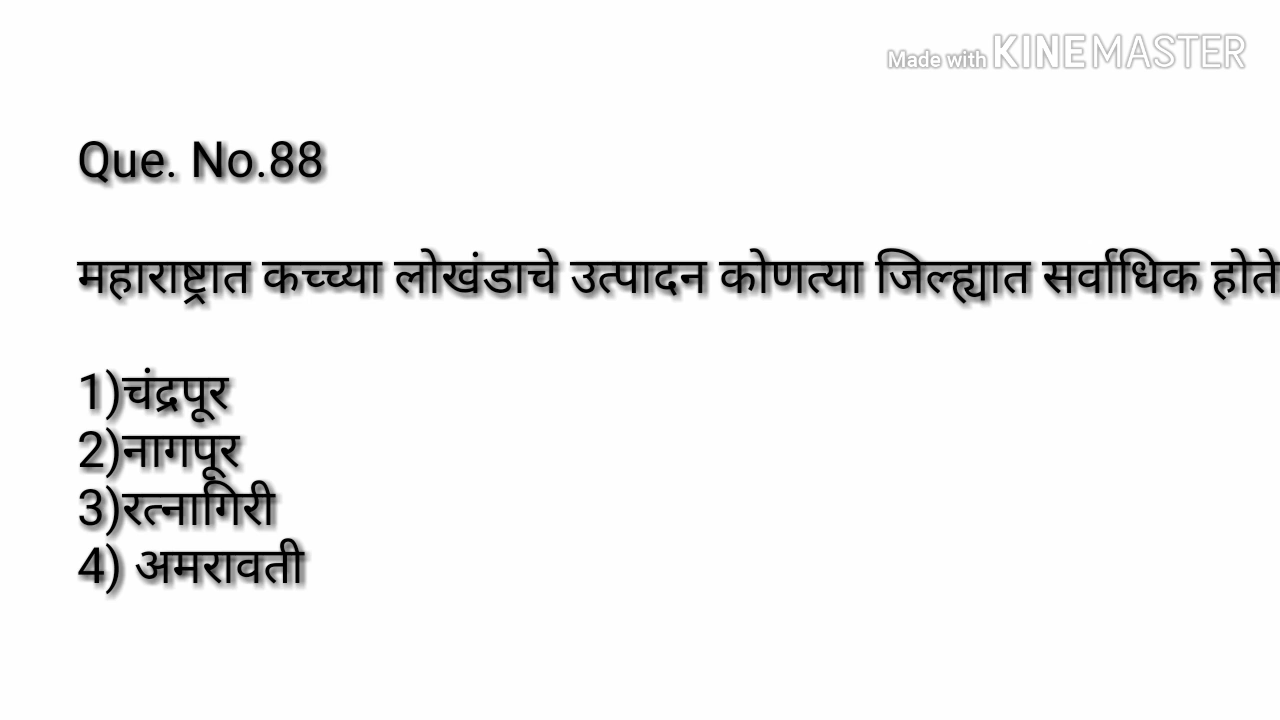 Made with KINEMASTER
Que. No.88
महाराष्ट्रात कच्च्या लोखंडाचे उत्पादन कोणत्या जिल्ह्यात सर्वाधिक होते
1)चंद्रपूर
2)नागपूर
3)रत्नागिरी
4) अमरावती